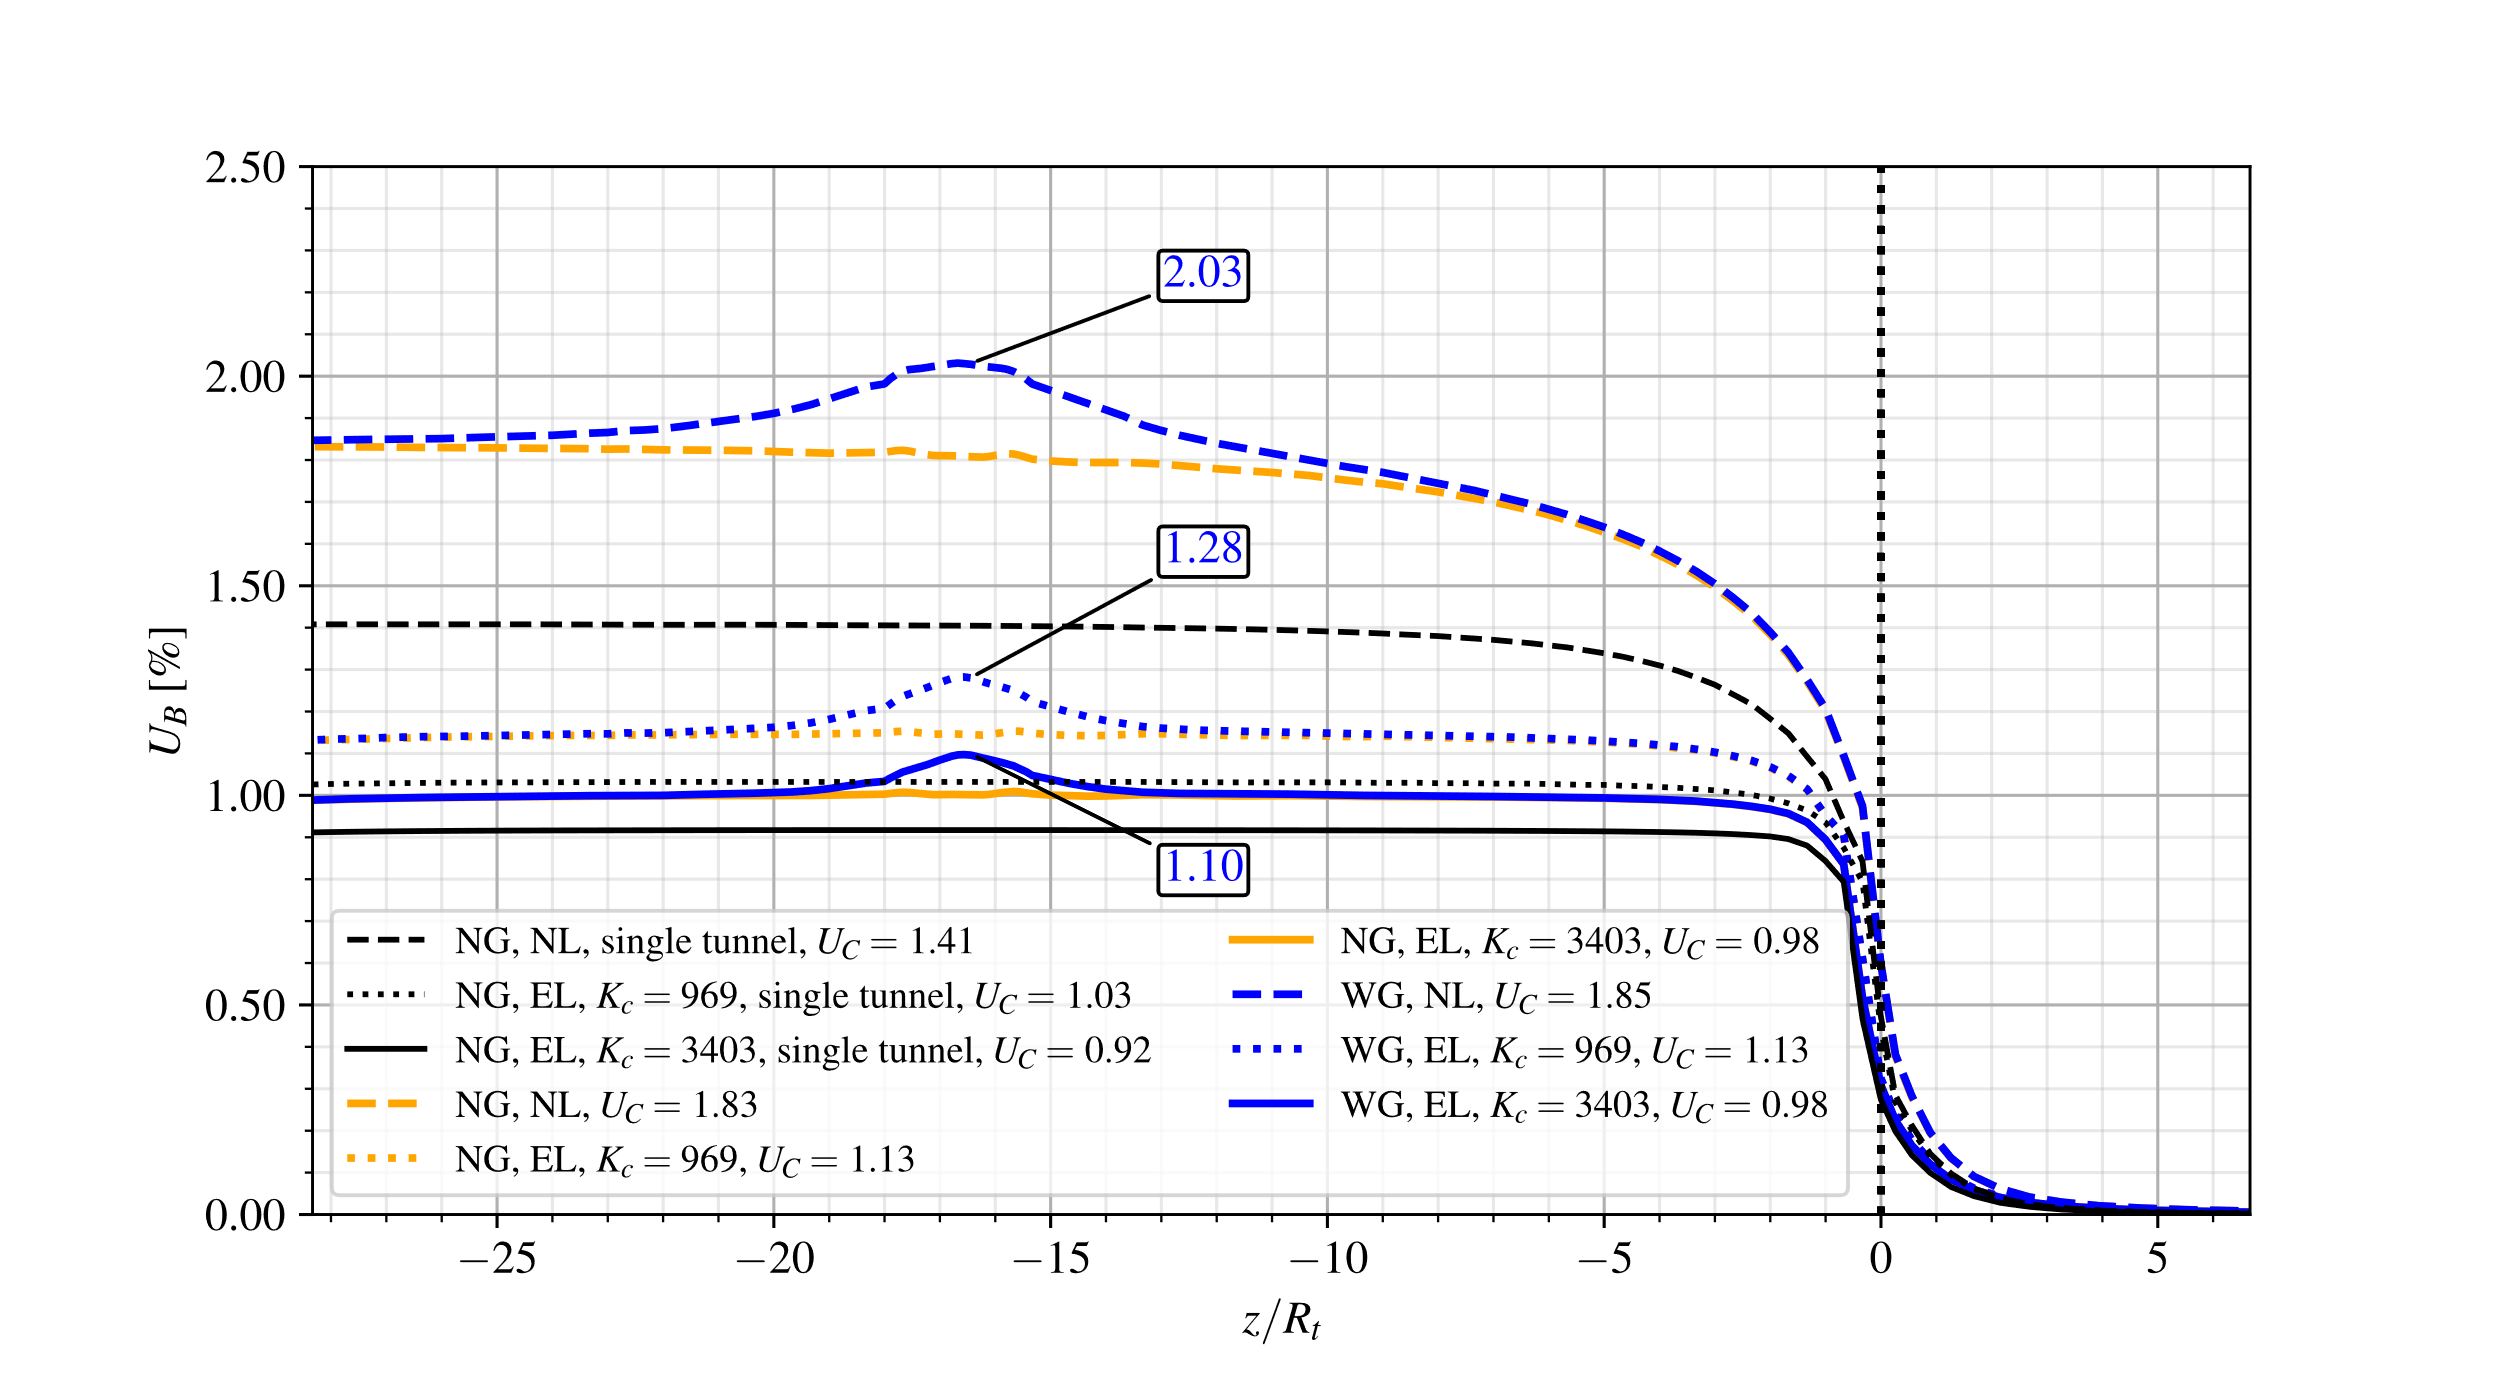 2.50
2.00
1.50
1.00
0.50
0.00
U_B [%]
2.03
1.28
1.10
NG, NL, single tunnel, U_C = 1.41
NG, EL, K_c = 969, single tunnel, U_C = 1.03
NG, EL, K_c = 3403, single tunnel, U_C = 0.92
NG, NL, U_C = 1.83
NG, EL, K_c = 969, U_C = 1.13
NG, EL, K_c = 3403, U_C = 0.98
WG, NL, U_C = 1.85
WG, EL, K_c = 969, U_C = 1.13
WG, EL, K_c = 3403, U_C = 0.98
−25 −20 −15 −10 −5 0 5
z/R_t